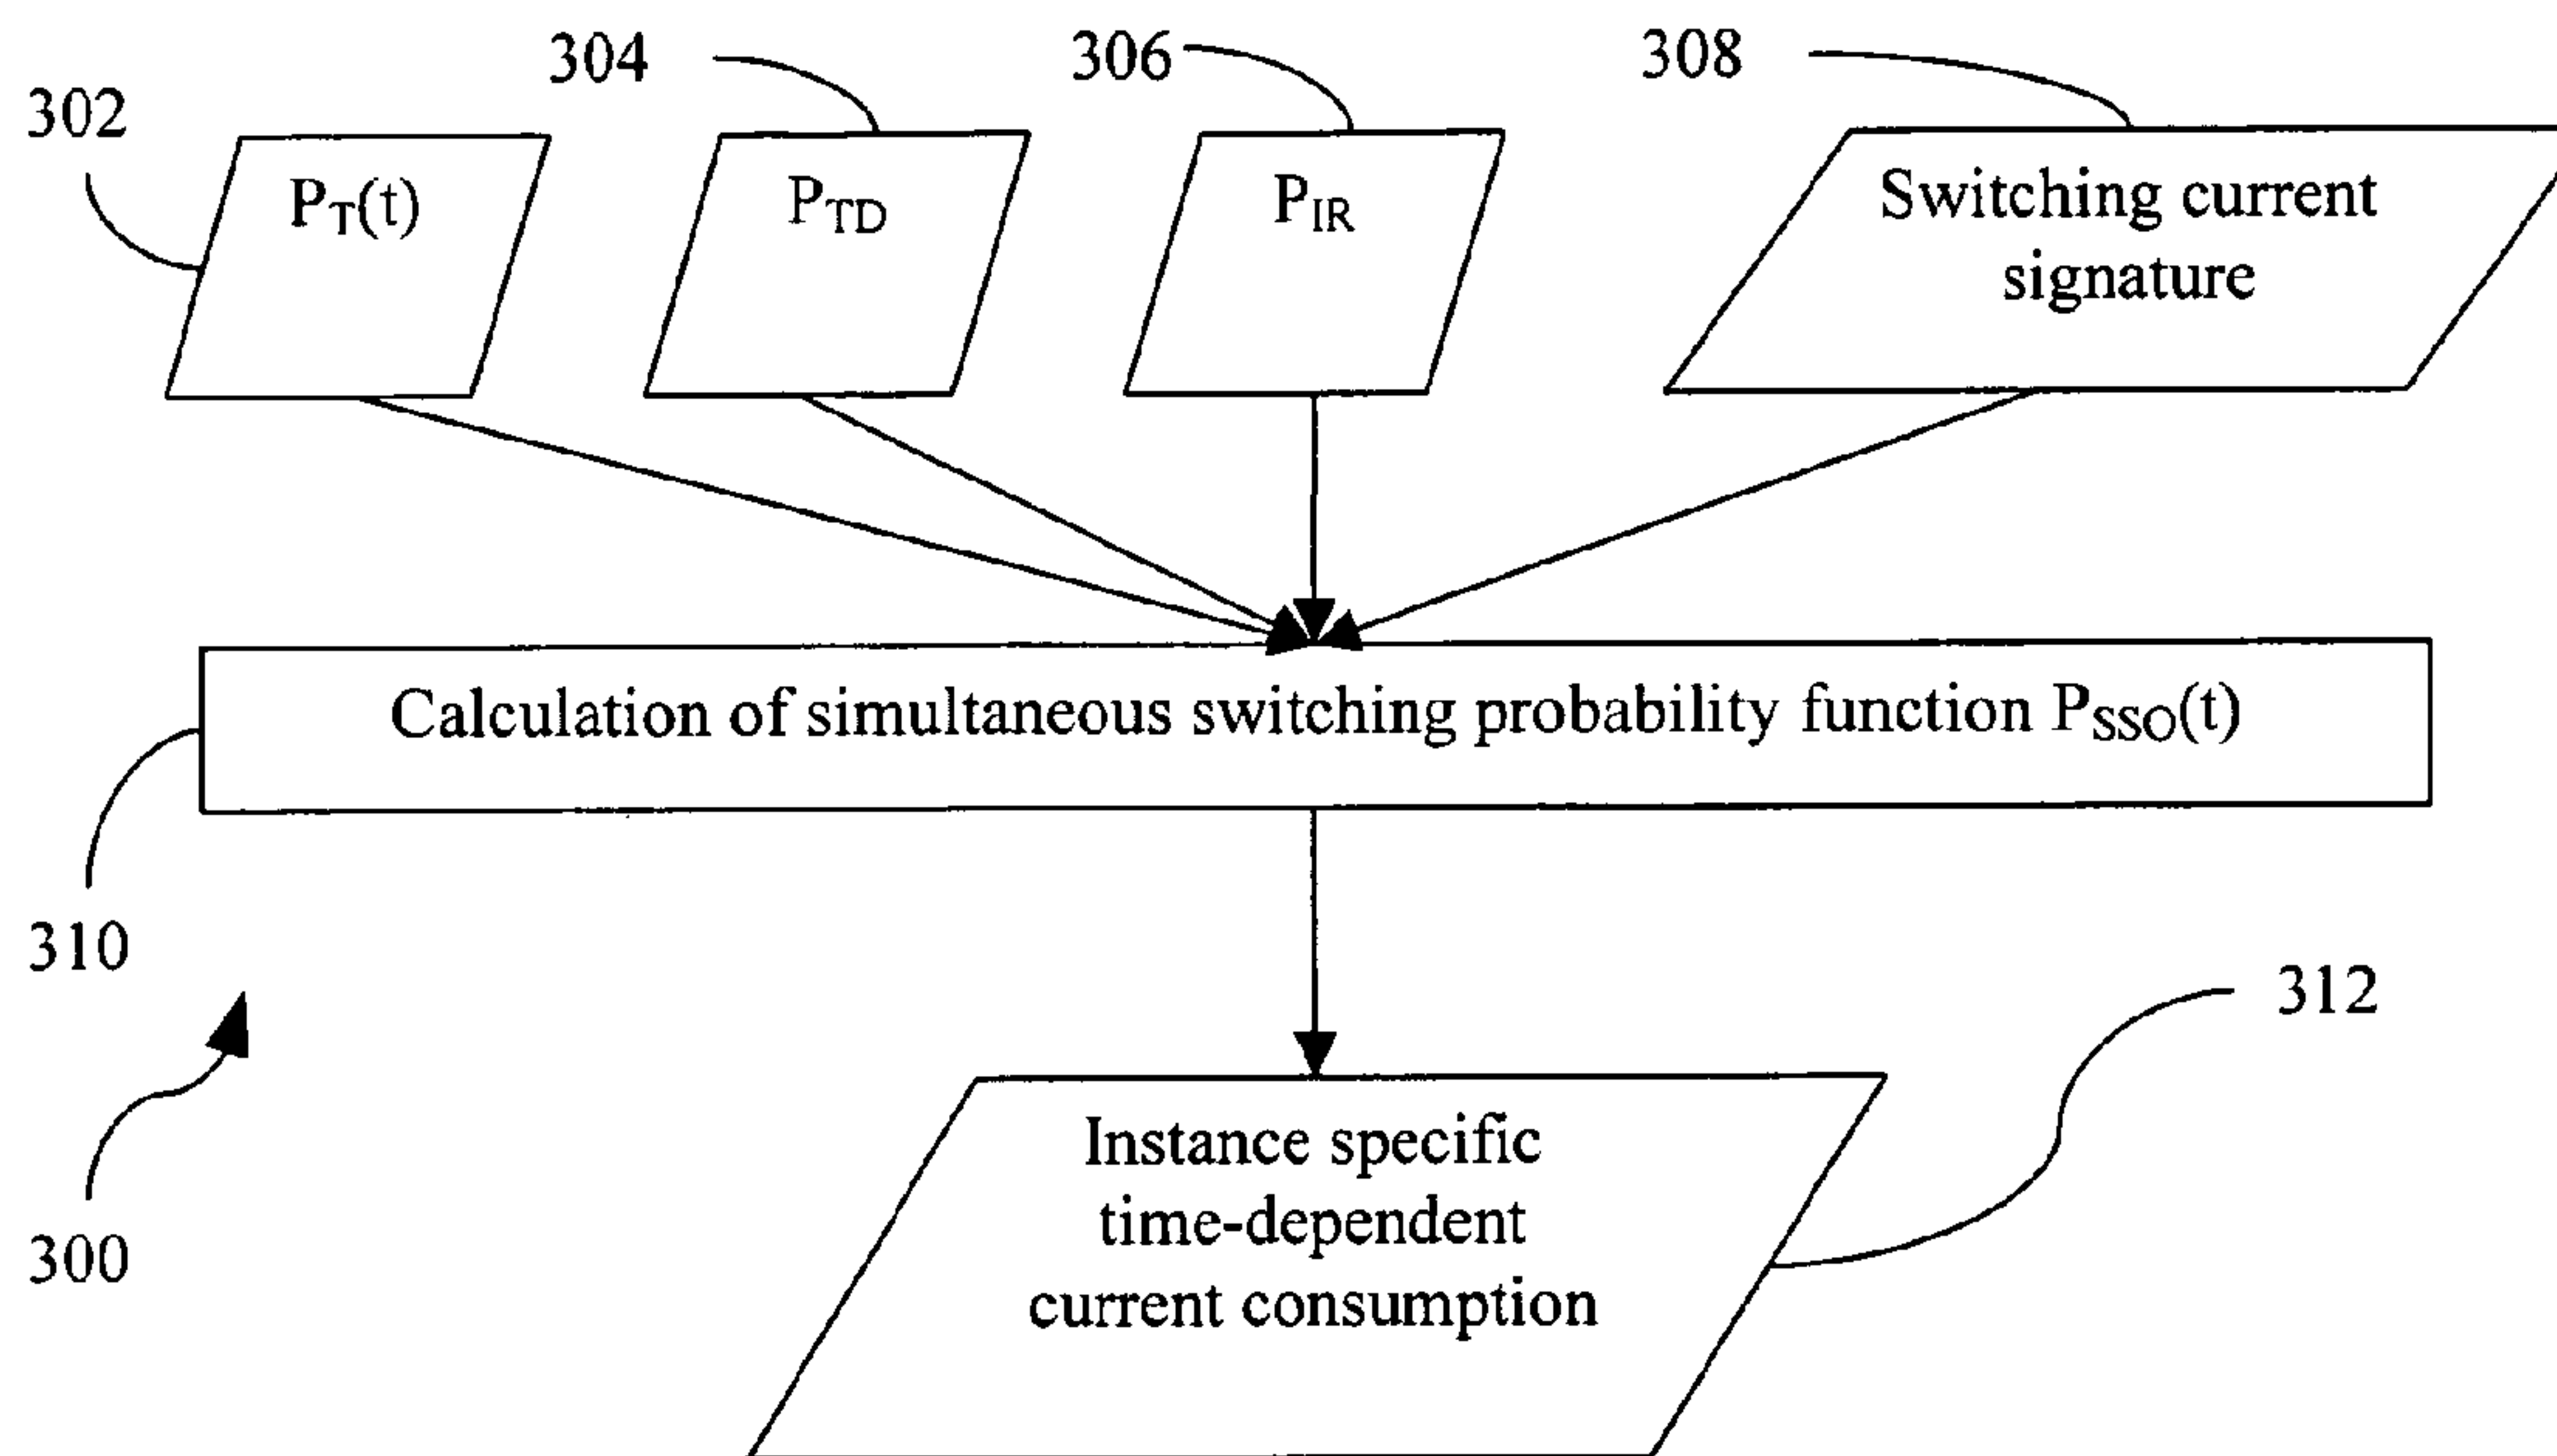 304
306
308
302
P_T(t)
P_TD
P_IR
Switching current
signature
Calculation of simultaneous switching probability function P_SSO(t)
310
312
Instance specific
time-dependent
current consumption
300